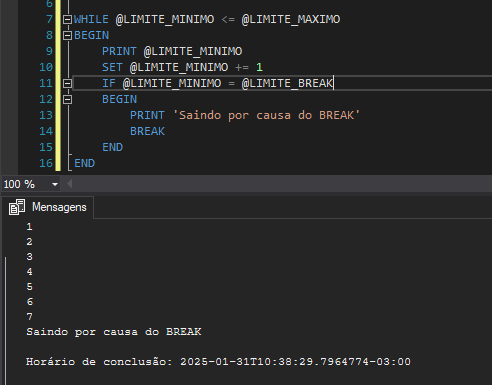 6
7 WHILE @LIMITE_MINIMO <= @LIMITE_MAXIMO
8 BEGIN
9 PRINT @LIMITE_MINIMO
10 SET @LIMITE_MINIMO += 1
11 IF @LIMITE_MINIMO = @LIMITE_BREAK
12 BEGIN
13 PRINT 'Saindo por causa do BREAK'
14 BREAK
15 END
16 END
100 %
Mensagens
1
2
3
4
5
6
7
Saindo por causa do BREAK
Horário de conclusão: 2025-01-31T10:38:29.7964774-03:00